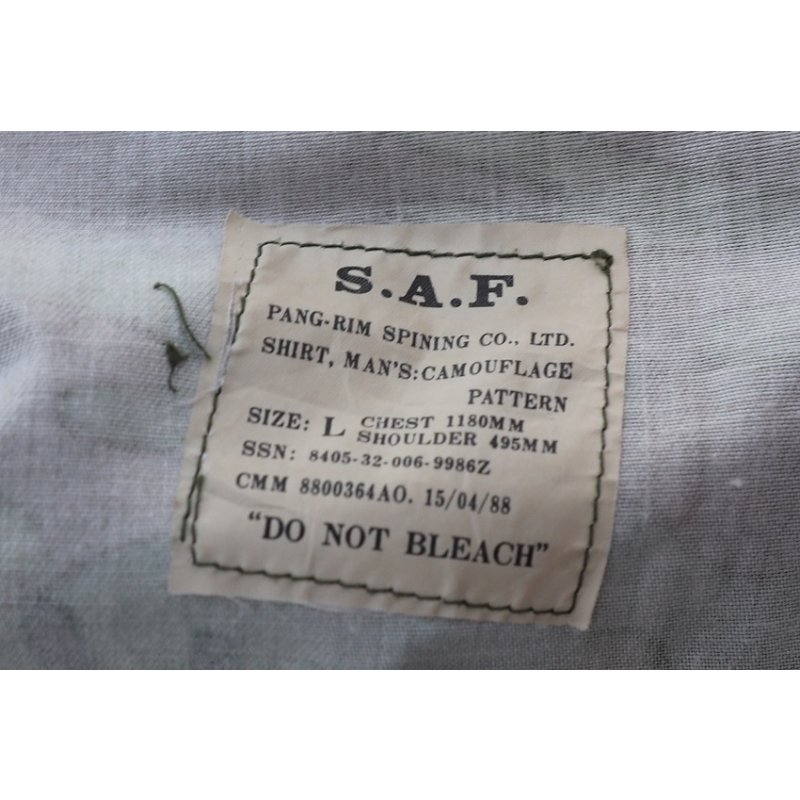 S.A.F.
PANG-RIM SPINING CO., LTD.
SHIRT, MAN'S:CAMOUFLAGE
PATTERN
SIZE: L CHEST 1180MM
SHOULDER 495MM
SSN: 8405-32-006-9986Z
CMM 8800364AO. 15/04/88
"DO NOT BLEACH"